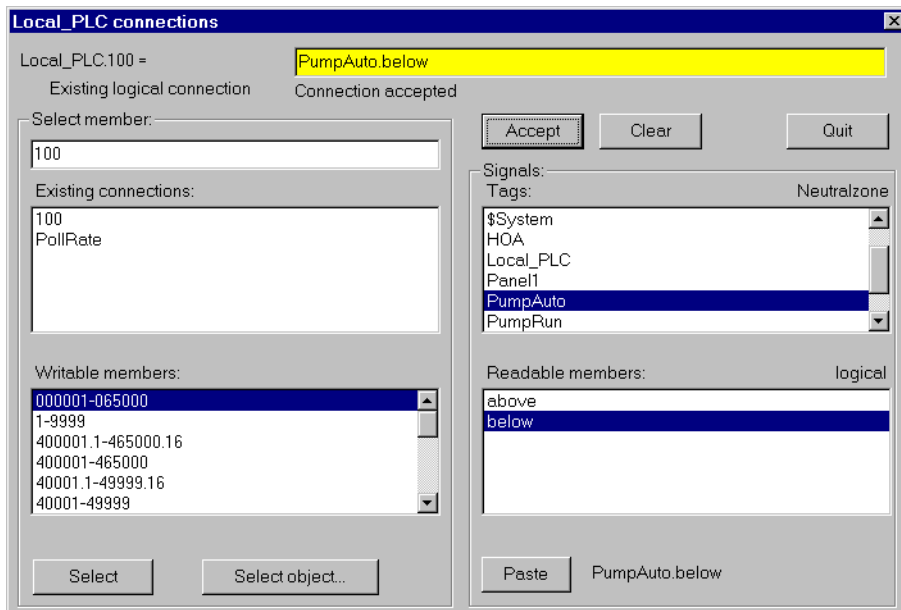 Local_PLC connections
Local_PLC.100 =
PumpAuto.below
Existing logical connection
Connection accepted
Select member:
100
Existing connections:
100
PollRate
Writable members:
000001-065000
1-9999
400001.1-465000.16
400001-465000
40001.1-49999.16
40001-49999
Select
Select object...
Accept
Clear
Quit
Signals:
Tags:
Neutralzone
$System
HOA
Local_PLC
Panel1
PumpAuto
PumpRun
Readable members:
logical
above
below
Paste
PumpAuto.below